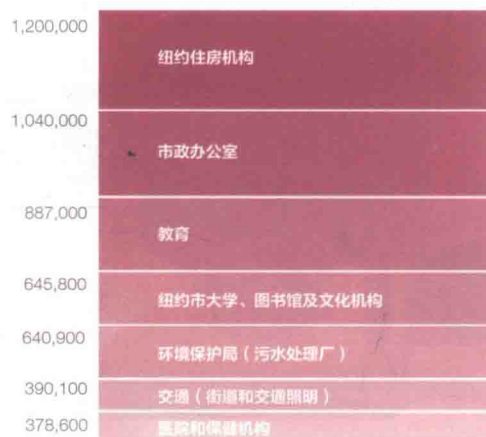 1,200,000
纽约住房机构
1,040,000
市政办公室
887,000
教育
645,800
纽约市大学、图书馆及文化机构
640,900
环境保护局（污水处理厂）
390,100
交通（街道和交通照明）
378,600
医院和保健机构